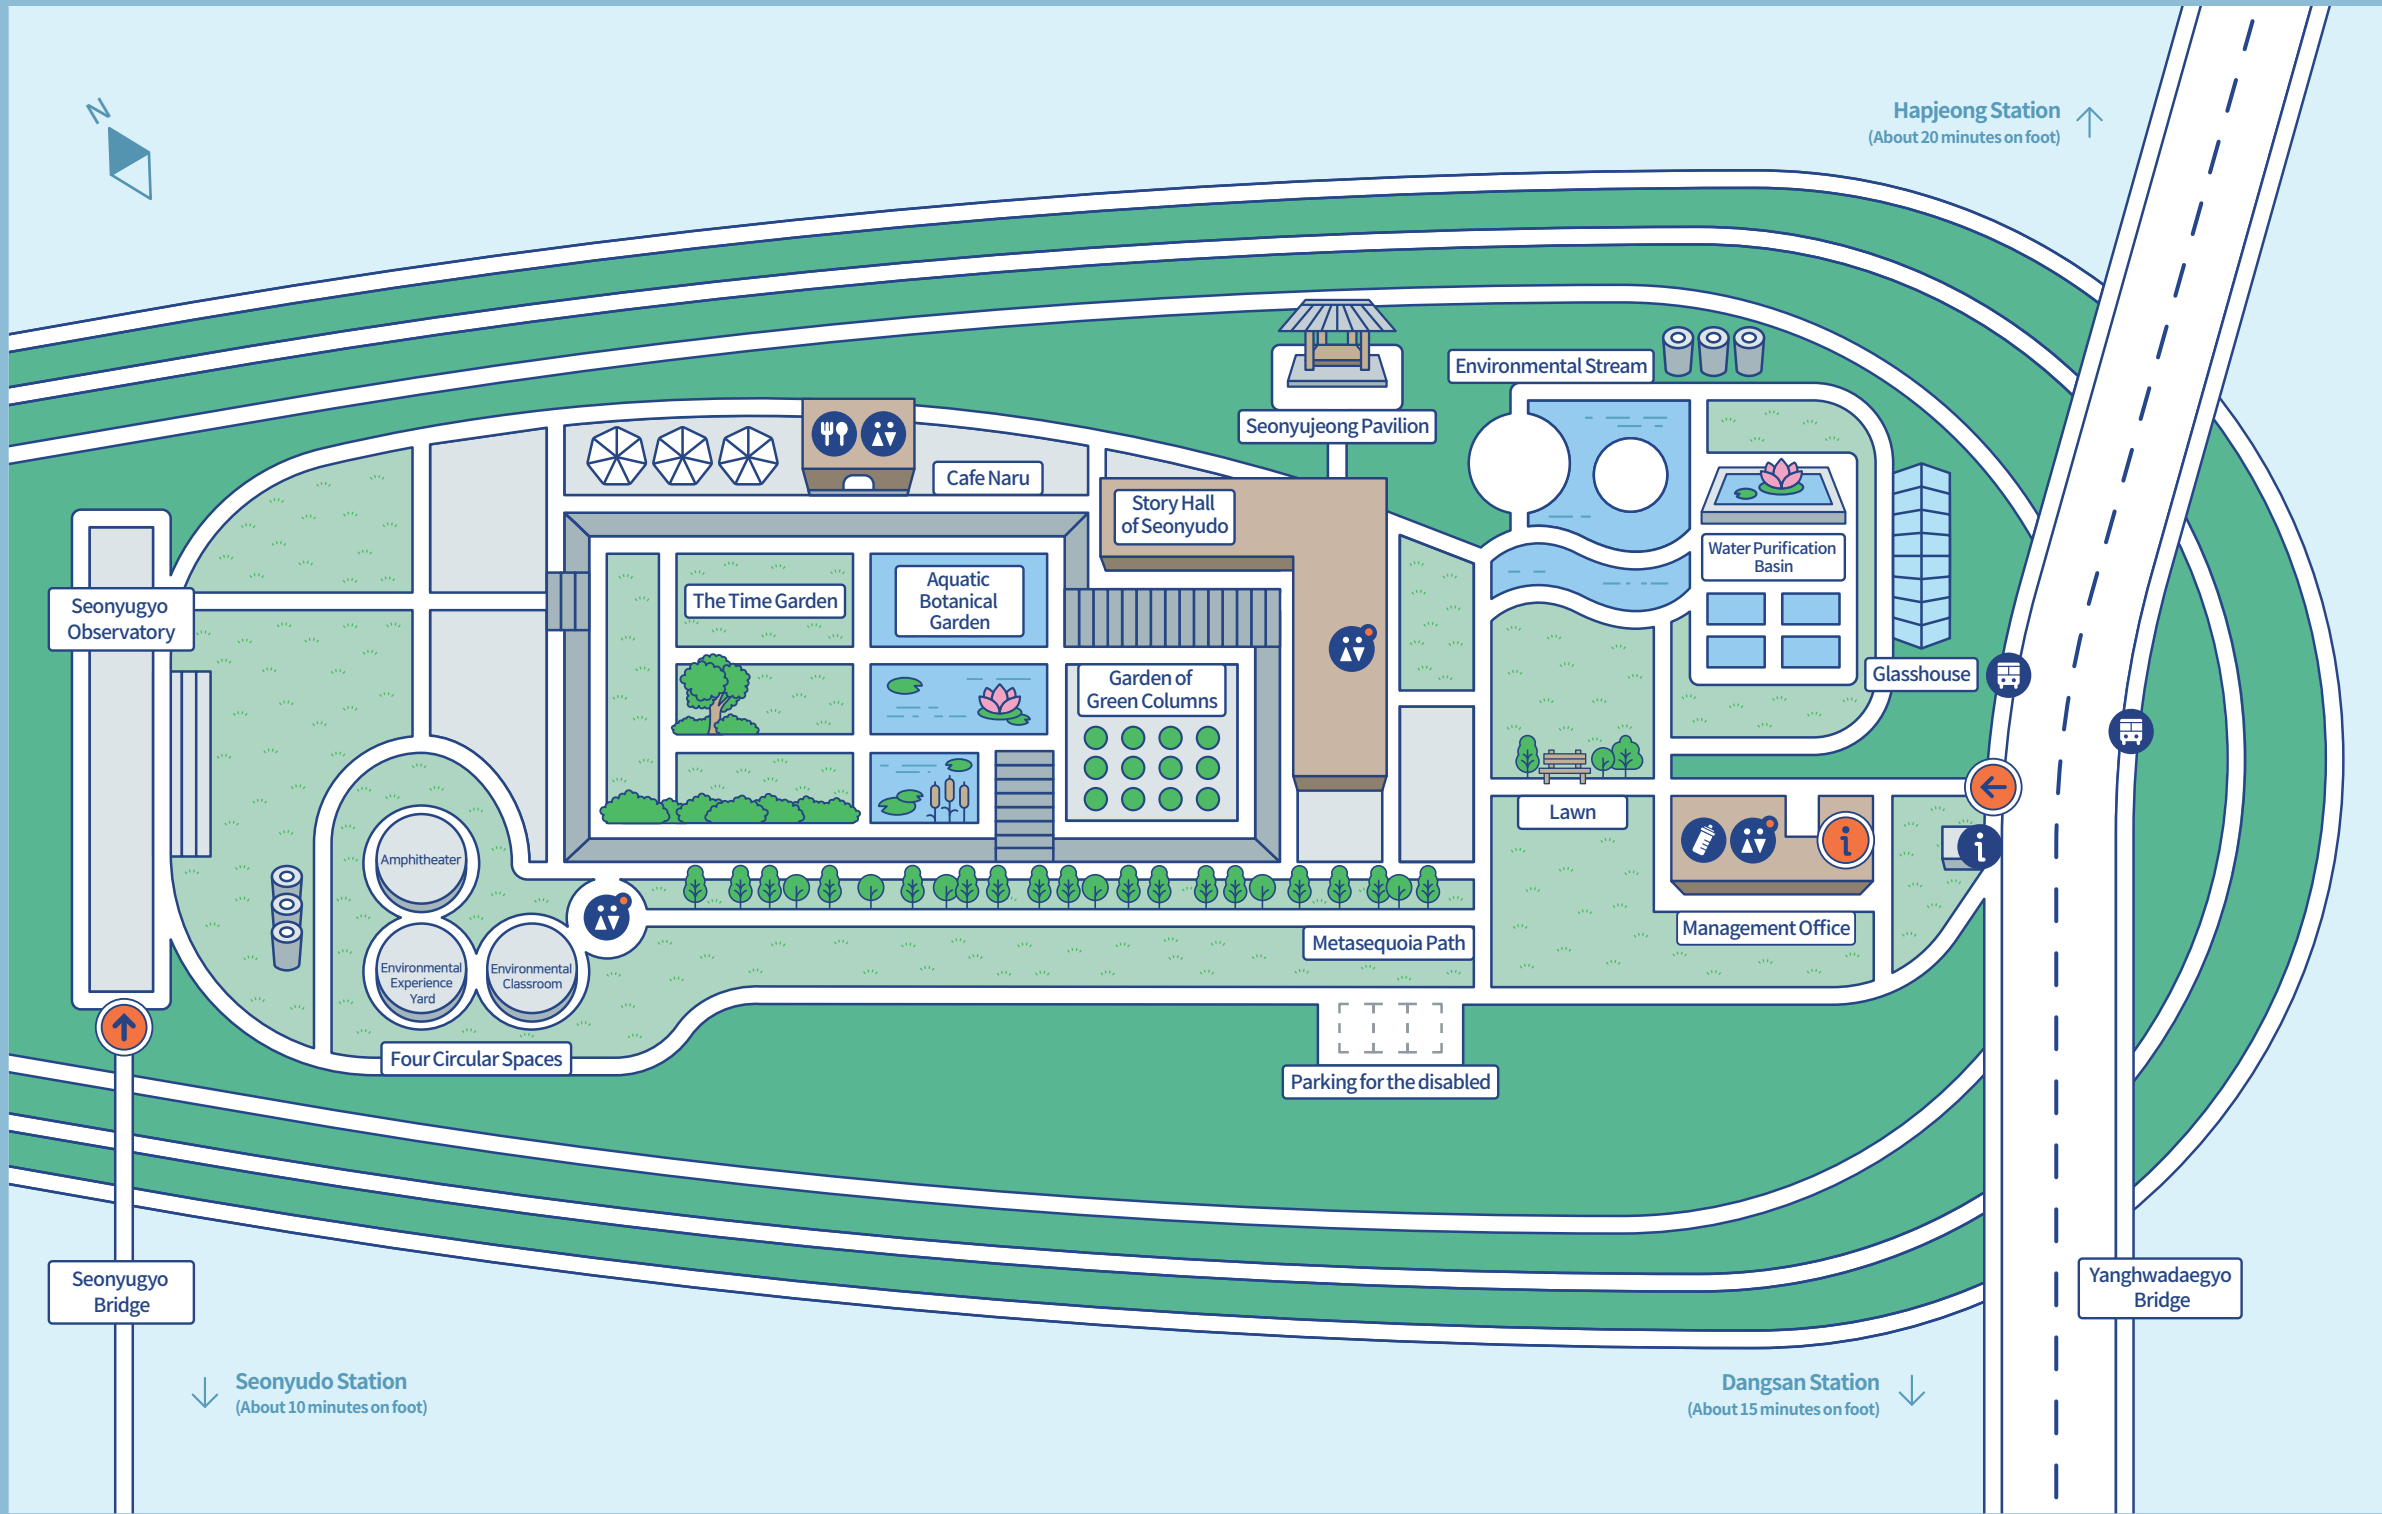 N
Hapjeong Station
(About 20 minutes on foot)
Environmental Stream
Seonyujeong Pavilion
Cafe Naru
Story Hall
of Seonyudo
Water Purification
Basin
Seonyugyo
Observatory
The Time Garden
Aquatic
Botanical
Garden
Garden of
Green Columns
Glasshouse
Lawn
Amphitheater
Management Office
Metasequoia Path
Environmental
Experience
Yard
Environmental
Classroom
Four Circular Spaces
Parking for the disabled
Seonyugyo
Bridge
Yanghwadaegyo
Bridge
Seonyudo Station
(About 10 minutes on foot)
Dangsan Station
(About 15 minutes on foot)